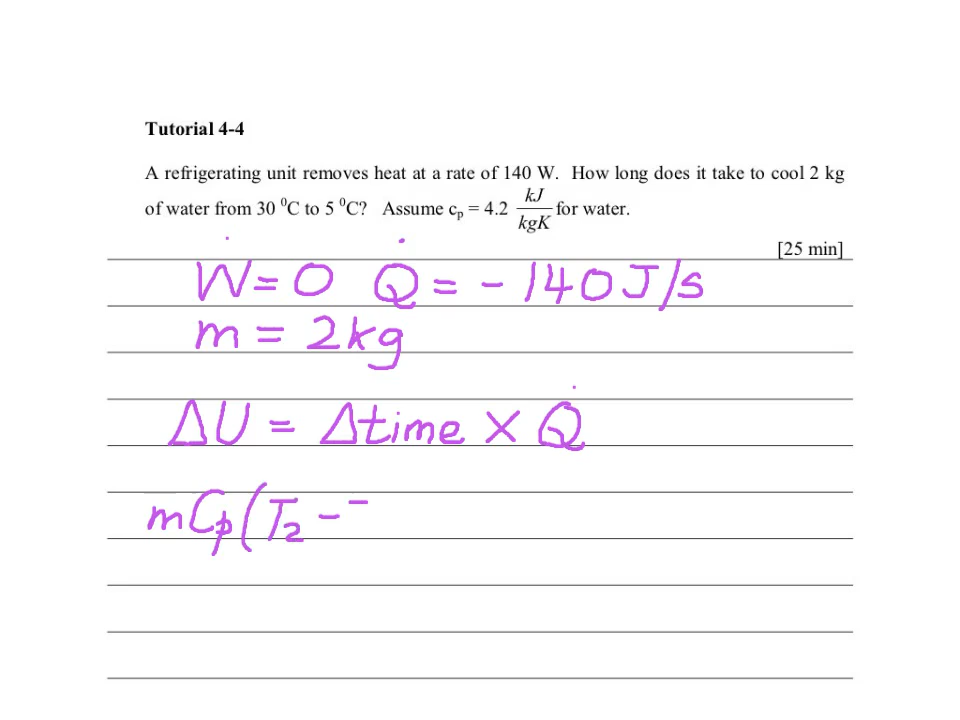 Tutorial 4-4
A refrigerating unit removes heat at a rate of 140 W. How long does it take to cool 2 kg
of water from 30 ⁰C to 5 ⁰C? Assume cₚ = 4.2 kJ/kgK for water.
[25 min]
Ẇ = 0 Q̇ = - 140 J/s
m = 2kg
ΔU = Δtime × Q̇
mCp(T₂ -